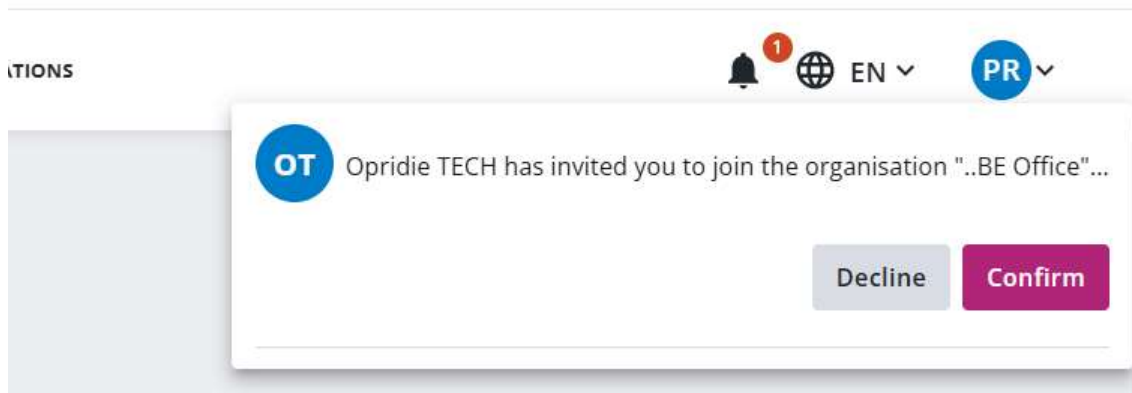 ATIONS
1
EN
PR
OT
Opridie TECH has invited you to join the organisation "..BE Office"...
Decline
Confirm